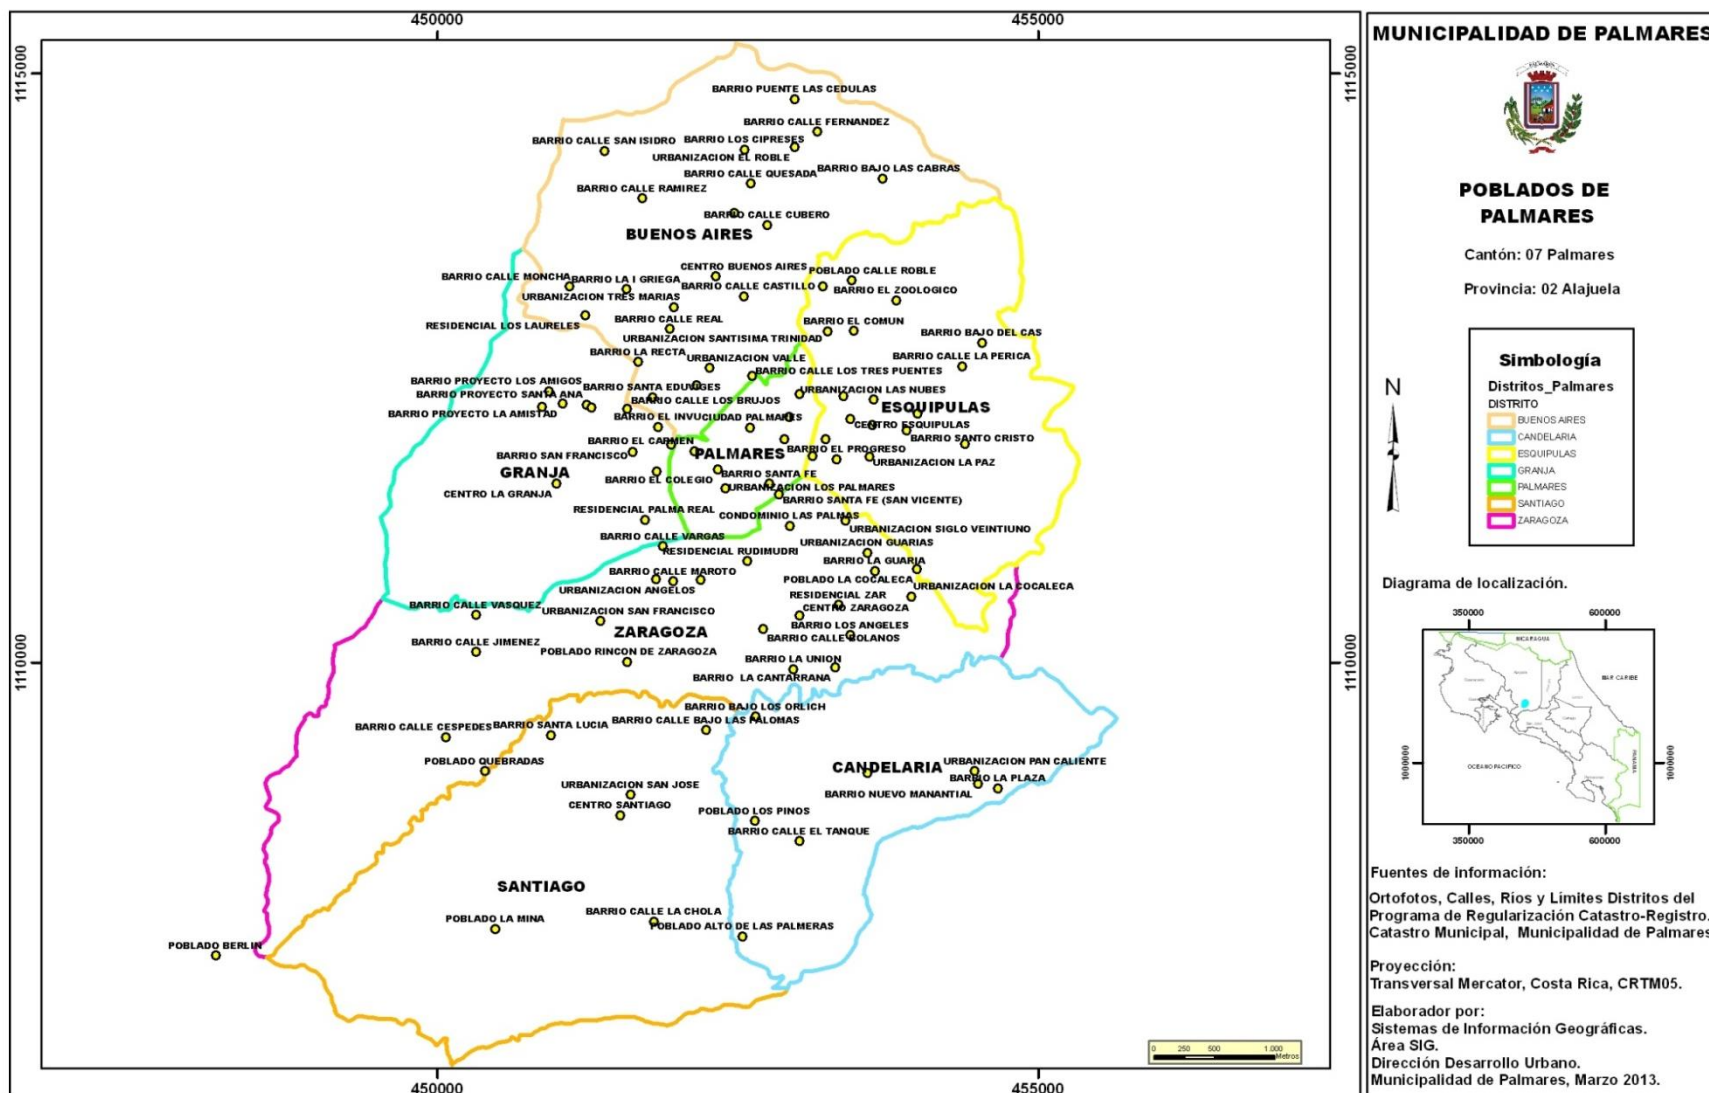 450000
455000
1115000
1115000
BARRIO PUENTE LAS CEDULAS
BARRIO CALLE FERNANDEZ
BARRIO CALLE SAN ISIDRO
BARRIO LOS CIPRESES
URBANIZACION EL ROBLE
BARRIO CALLE QUESADA
BARRIO BAJO LAS CABRAS
BARRIO CALLE RAMIREZ
BARRIO CALLE CUBERO
BUENOS AIRES
CENTRO BUENOS AIRES
POBLADO CALLE ROBLE
BARRIO CALLE MONCHA
BARRIO LA I GRIEGA
BARRIO CALLE CASTILLO
BARRIO EL ZOOLOGICO
URBANIZACION TRES MARIAS
RESIDENCIAL LOS LAURELES
BARRIO CALLE REAL
BARRIO EL COMUN
BARRIO BAJO DEL CAS
URBANIZACION SANTISIMA TRINIDAD
BARRIO LA RECTA
URBANIZACION VALLE
BARRIO CALLE LA PERICA
BARRIO CALLE LOS TRES PUENTES
BARRIO PROYECTO LOS AMIGOS
BARRIO SANTA EDUVIGES
URBANIZACION LAS NUBES
BARRIO PROYECTO SANTA ANA
BARRIO CALLE LOS BRUJOS
ESQUIPULAS
BARRIO PROYECTO LA AMISTAD
BARRIO EL INVU
CIUDAD PALMARES
CENTRO ESQUIPULAS
BARRIO EL CARMEN
BARRIO SANTO CRISTO
BARRIO SAN FRANCISCO
PALMARES
BARRIO EL PROGRESO
URBANIZACION LA PAZ
GRANJA
BARRIO EL COLEGIO
BARRIO SANTA FE
CENTRO LA GRANJA
URBANIZACION LOS PALMARES
BARRIO SANTA FE (SAN VICENTE)
RESIDENCIAL PALMA REAL
CONDOMINIO LAS PALMAS
URBANIZACION SIGLO VEINTIUNO
BARRIO CALLE VARGAS
RESIDENCIAL RUDIMUDRI
URBANIZACION GUARIAS
BARRIO LA GUARIA
BARRIO CALLE MAROTO
POBLADO LA COCALECA
URBANIZACION ANGELOS
URBANIZACION LA COCALECA
RESIDENCIAL ZAR
BARRIO CALLE VASQUEZ
URBANIZACION SAN FRANCISCO
CENTRO ZARAGOZA
ZARAGOZA
BARRIO LOS ANGELES
BARRIO CALLE BOLANOS
BARRIO CALLE JIMENEZ
POBLADO RINCON DE ZARAGOZA
BARRIO LA UNION
BARRIO LA CANTARRANA
1110000
1110000
BARRIO BAJO LOS ORLICH
BARRIO CALLE CESPEDES
BARRIO SANTA LUCIA
BARRIO CALLE BAJO LAS PALOMAS
POBLADO QUEBRADAS
CANDELARIA
URBANIZACION PAN CALIENTE
BARRIO LA PLAZA
URBANIZACION SAN JOSE
BARRIO NUEVO MANANTIAL
CENTRO SANTIAGO
POBLADO LOS PINOS
BARRIO CALLE EL TANQUE
SANTIAGO
POBLADO LA MINA
BARRIO CALLE LA CHOLA
POBLADO ALTO DE LAS PALMERAS
POBLADO BERLIN
0 250 500 1.000
Metros
450000
455000
MUNICIPALIDAD DE PALMARES
POBLADOS DE
PALMARES
Cantón: 07 Palmares
Provincia: 02 Alajuela
Simbología
Distritos_Palmares
DISTRITO
BUENOS AIRES
CANDELARIA
ESQUIPULAS
GRANJA
PALMARES
SANTIAGO
ZARAGOZA
N
Diagrama de localización.
350000
600000
NICARAGUA
MAR CARIBE
OCEANO PACIFICO
PANAMA
1000000
1000000
350000
600000
Fuentes de información:
Ortofotos, Calles, Ríos y Limites Distritos del
Programa de Regularización Catastro-Registro.
Catastro Municipal, Municipalidad de Palmares
Proyección:
Transversal Mercator, Costa Rica, CRTM05.
Elaborador por:
Sistemas de Información Geográficas.
Área SIG.
Dirección Desarrollo Urbano.
Municipalidad de Palmares, Marzo 2013.